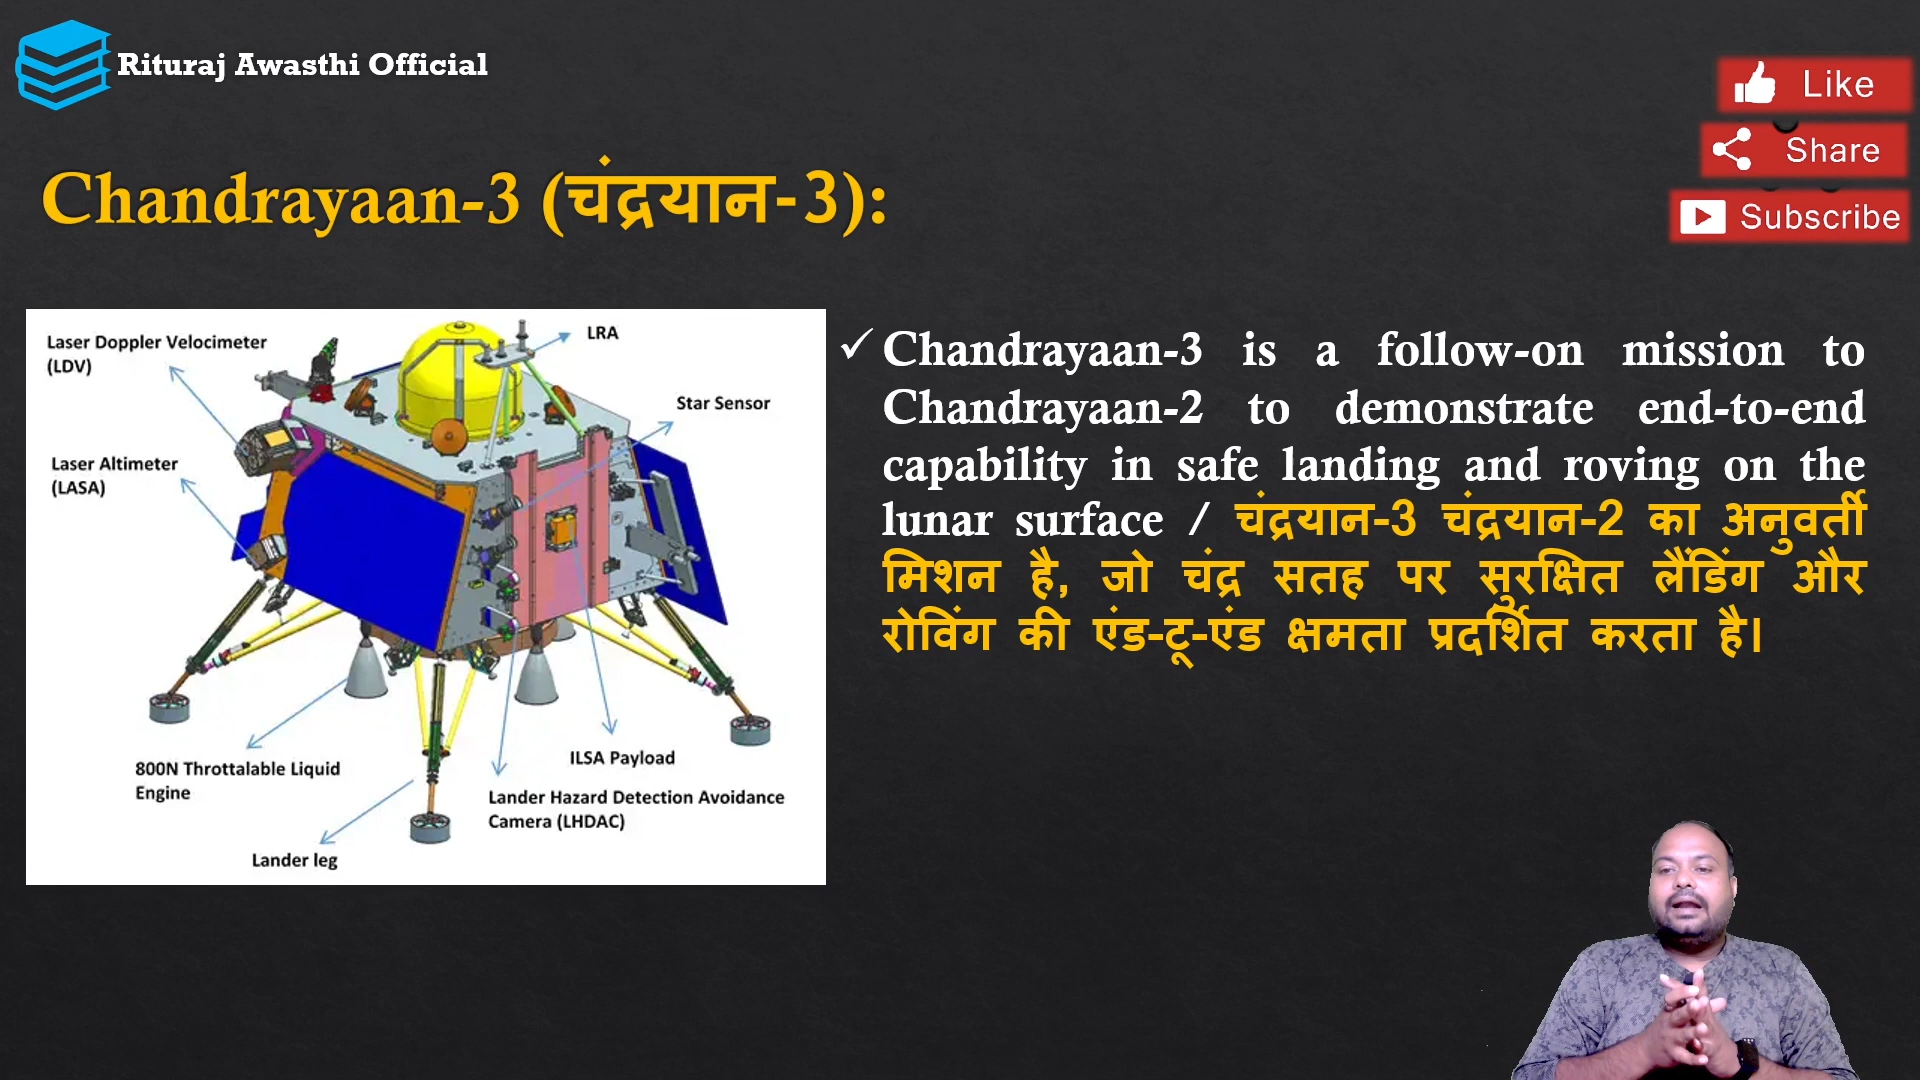 Rituraj Awasthi Official
Like
Share
Subscribe
Chandrayaan-3 (चंद्रयान-3):
Laser Doppler Velocimeter
(LDV)
LRA
Star Sensor
Laser Altimeter
(LASA)
800N Throttalable Liquid
Engine
ILSA Payload
Lander Hazard Detection Avoidance
Camera (LHDAC)
Lander leg
✓ Chandrayaan-3 is a follow-on mission to
Chandrayaan-2 to demonstrate end-to-end
capability in safe landing and roving on the
lunar surface / चंद्रयान-3 चंद्रयान-2 का अनुवर्ती
मिशन है, जो चंद्र सतह पर सुरक्षित लैंडिंग और
रोविंग की एंड-टू-एंड क्षमता प्रदर्शित करता है।